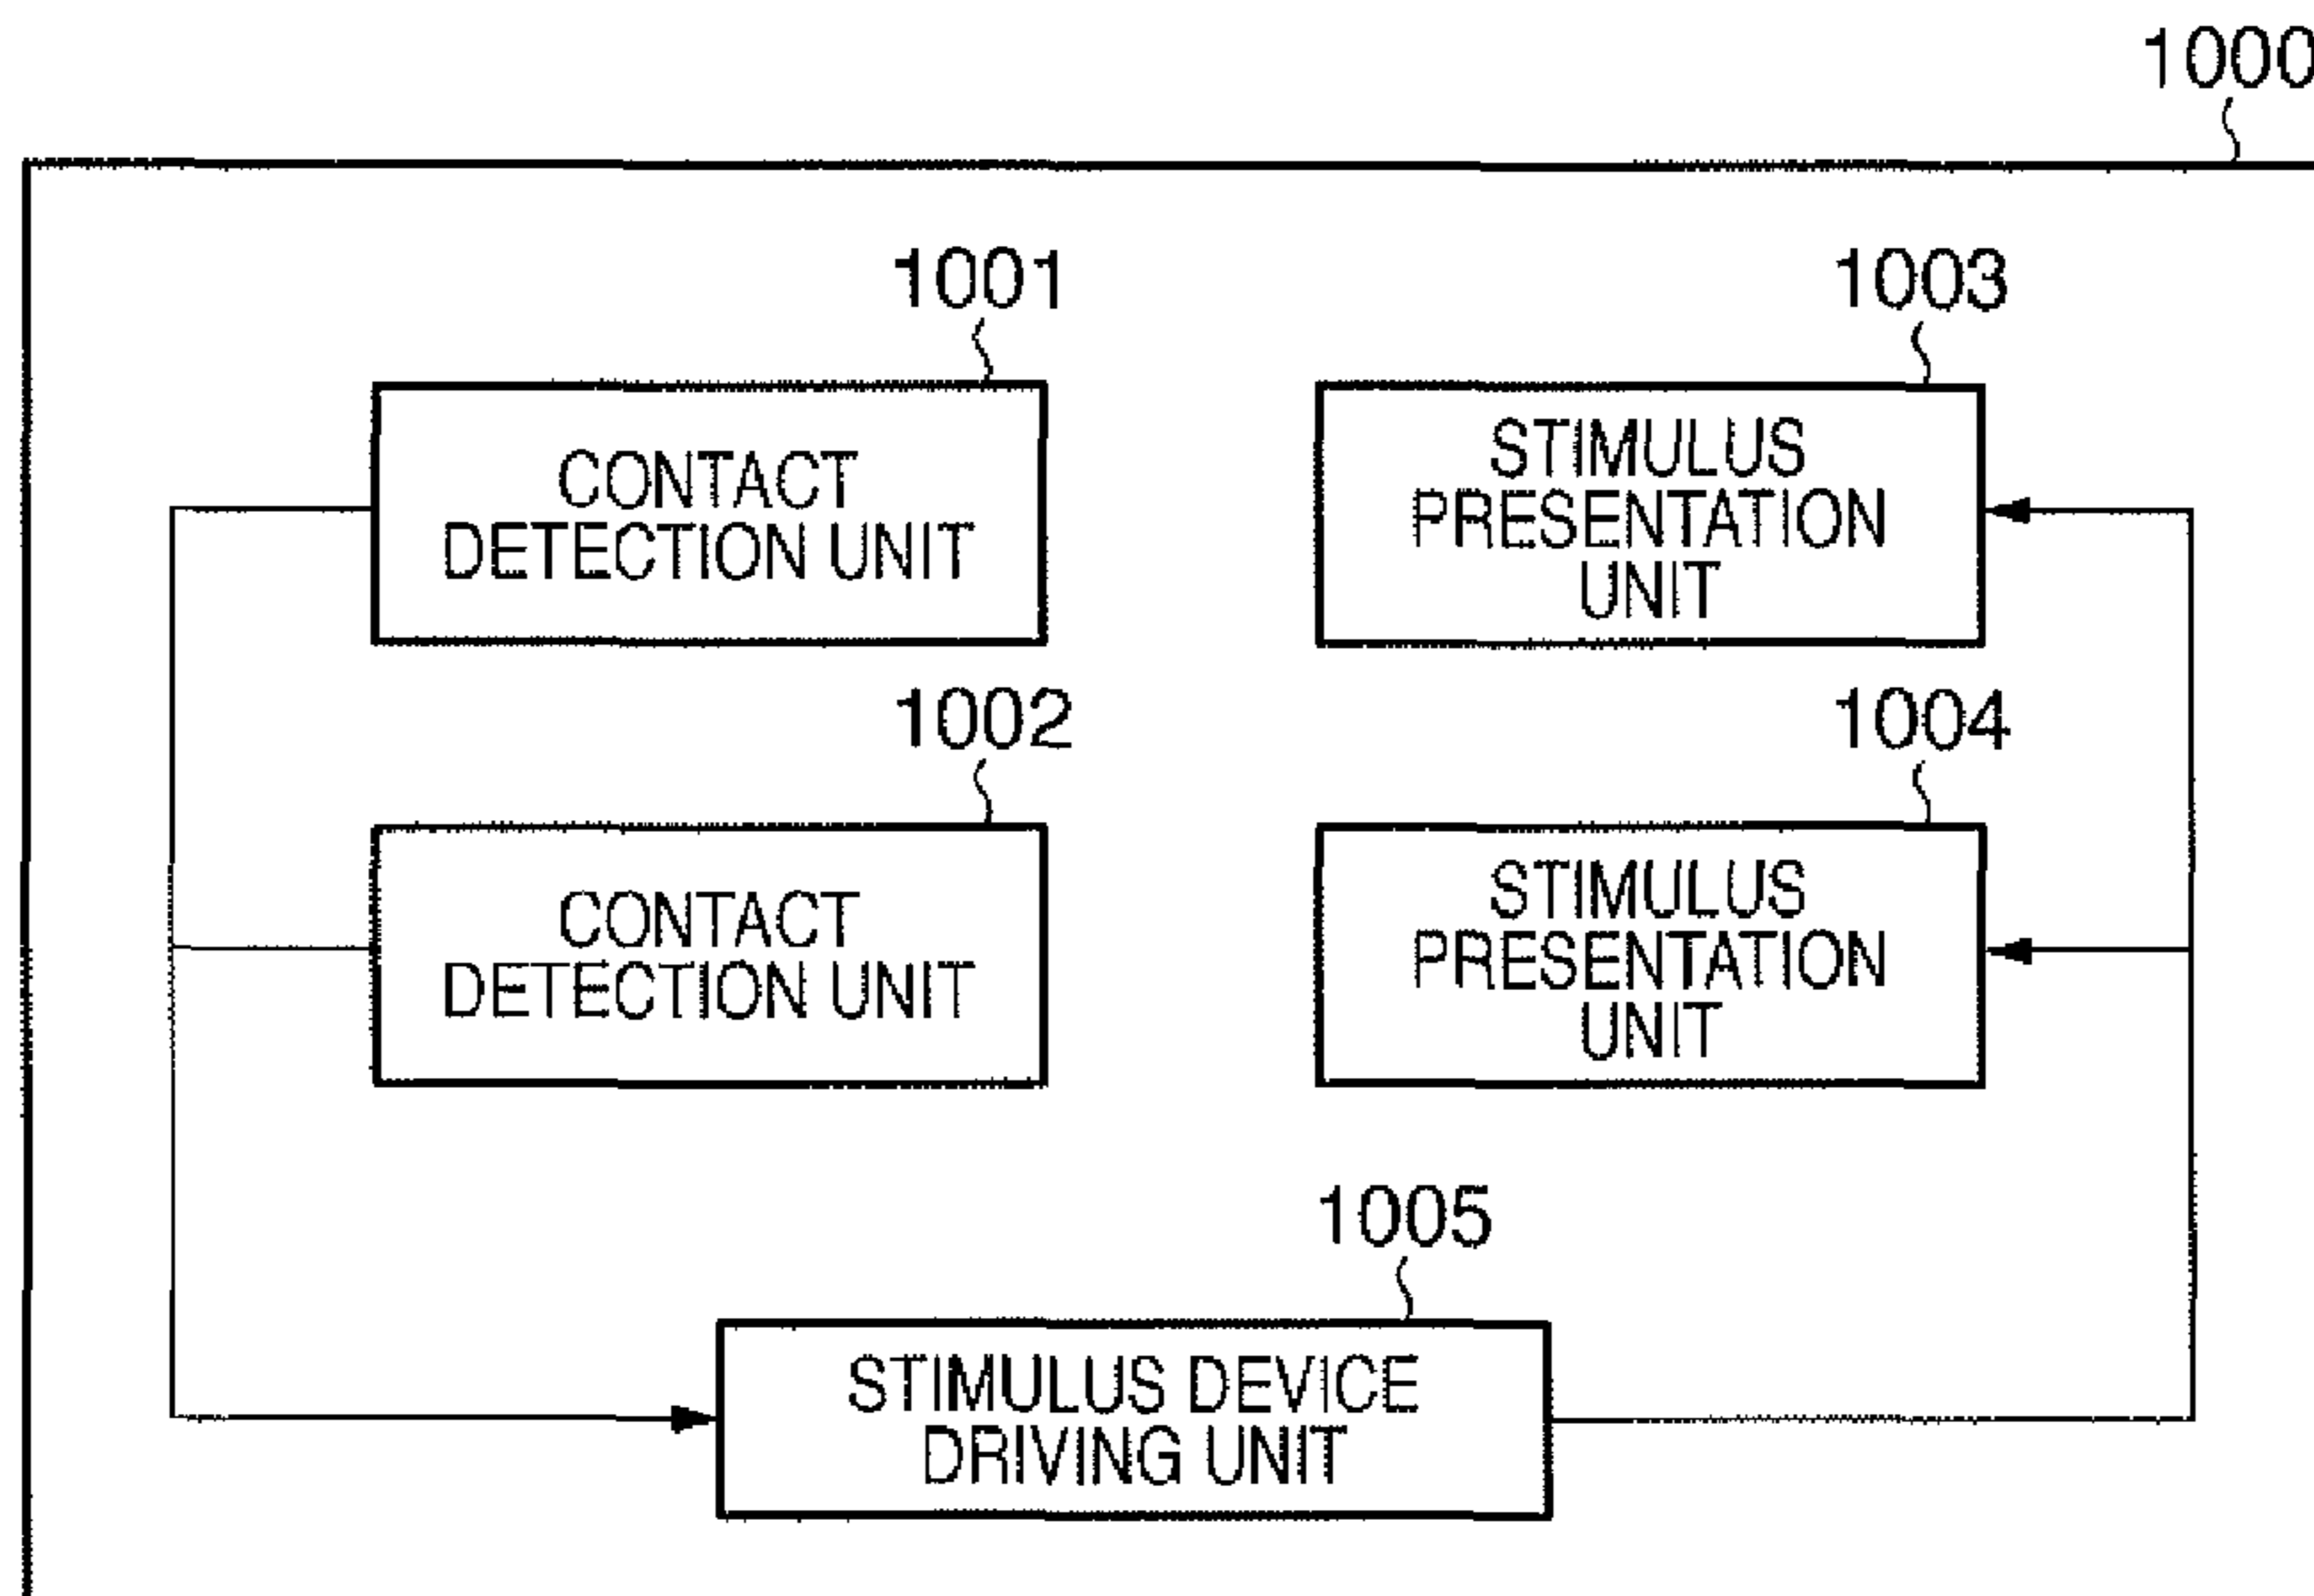 1000
1001
CONTACT
DETECTION UNIT
1003
STIMULUS
PRESENTATION
UNIT
1002
CONTACT
DETECTION UNIT
1004
STIMULUS
PRESENTATION
UNIT
1005
STIMULUS DEVICE
DRIVING UNIT